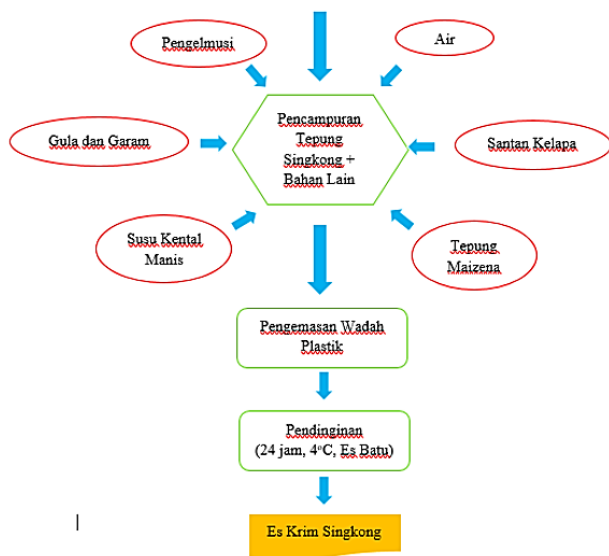 Pengelmusi
Air
Pencampuran
Tepung
Singkong +
Bahan Lain
Gula dan Garam
Santan Kelapa
Susu Kental
Manis
Tepung
Maizena
Pengemasan Wadah
Plastik
Pendinginan
(24 jam, 4°C, Es Batu)
Es Krim Singkong